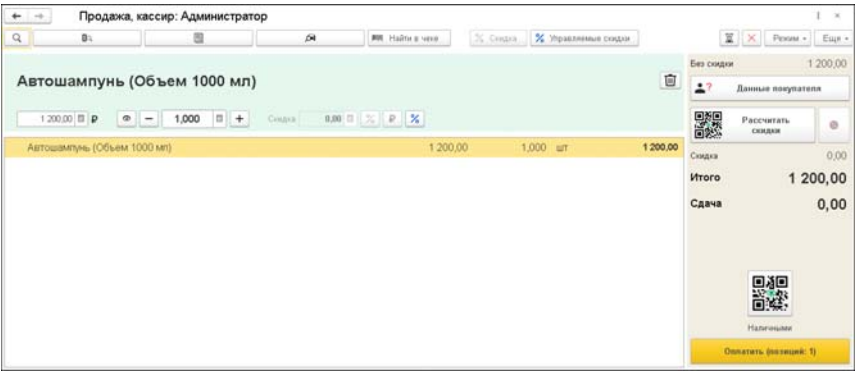 Продажа, кассир: Администратор
Найти в чеке % Скидка % Управляемые скидки Режим Еще
Автошампунь (Объем 1000 мл)
1 200,00 ₽ − 1,000 + Скидка 0,00 % ₽ %
Автошампунь (Объем 1000 мл) 1 200,00 1,000 шт 1 200,00
Без скидки 1 200,00
Данные покупателя
Рассчитать
скидки
Скидка 0,00
Итого 1 200,00
Сдача 0,00
Наличными
Оплатить (позиций: 1)